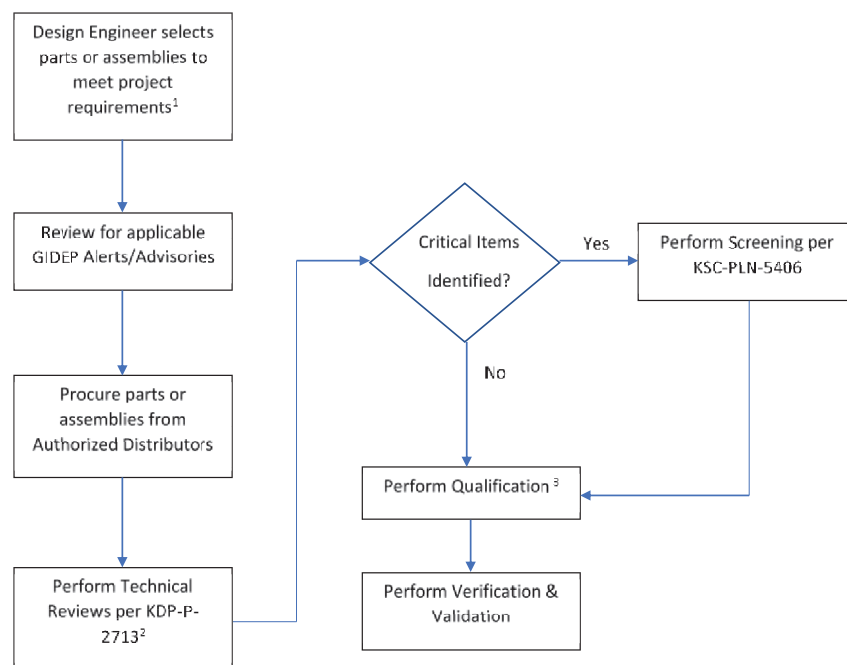 Design Engineer selects
parts or assemblies to
meet project
requirements¹
Review for applicable
GIDEP Alerts/Advisories
Procure parts or
assemblies from
Authorized Distributors
Perform Technical
Reviews per KDP-P-
2713²
Critical Items
Identified?
Yes
Perform Screening per
KSC-PLN-5406
No
Perform Qualification ³
Perform Verification &
Validation